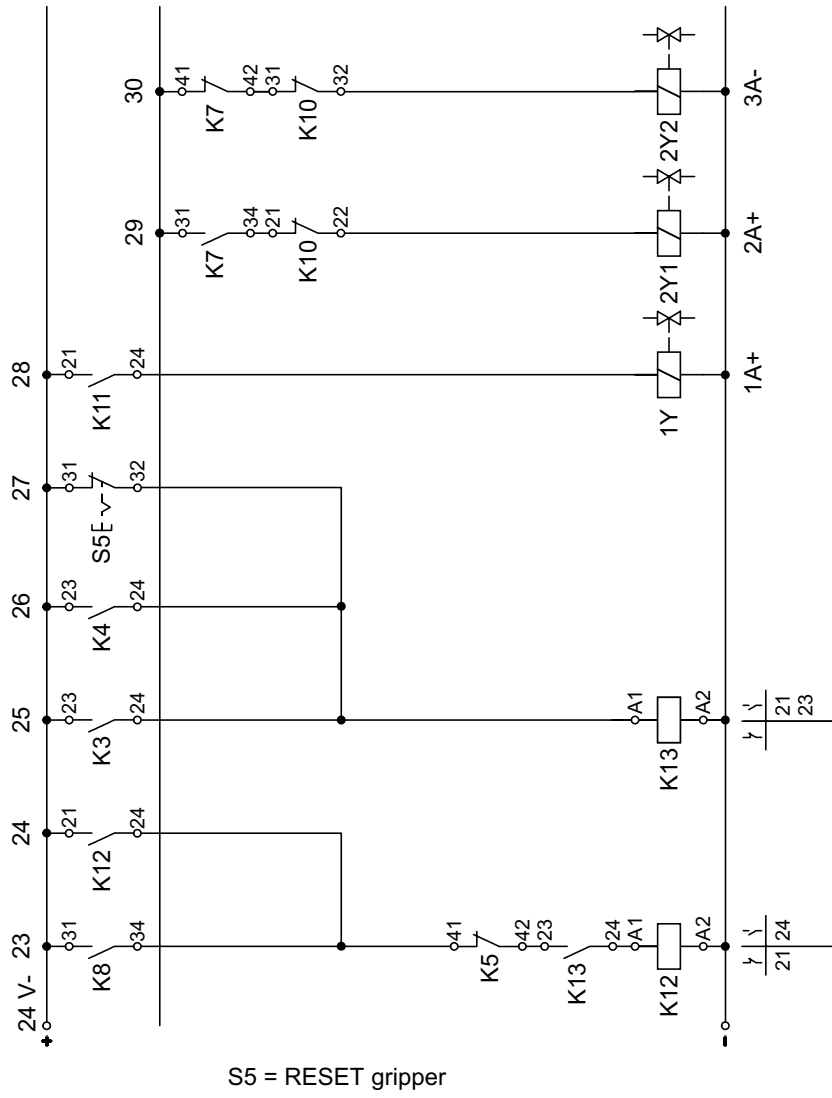 24 V-
23
24
25
26
27
28
29
30
+
31
K8
34
21
K12
24
23
K3
24
23
K4
24
31
S5
32
21
K11
24
31
K7
34
21
K10
22
41
K7
42
31
K10
32
41
K5
42
23
K13
24
A1
K12
A2
A1
K13
A2
1Y
2Y1
2Y2
-
21 24
21
23
1A+
2A+
3A-
S5 = RESET gripper